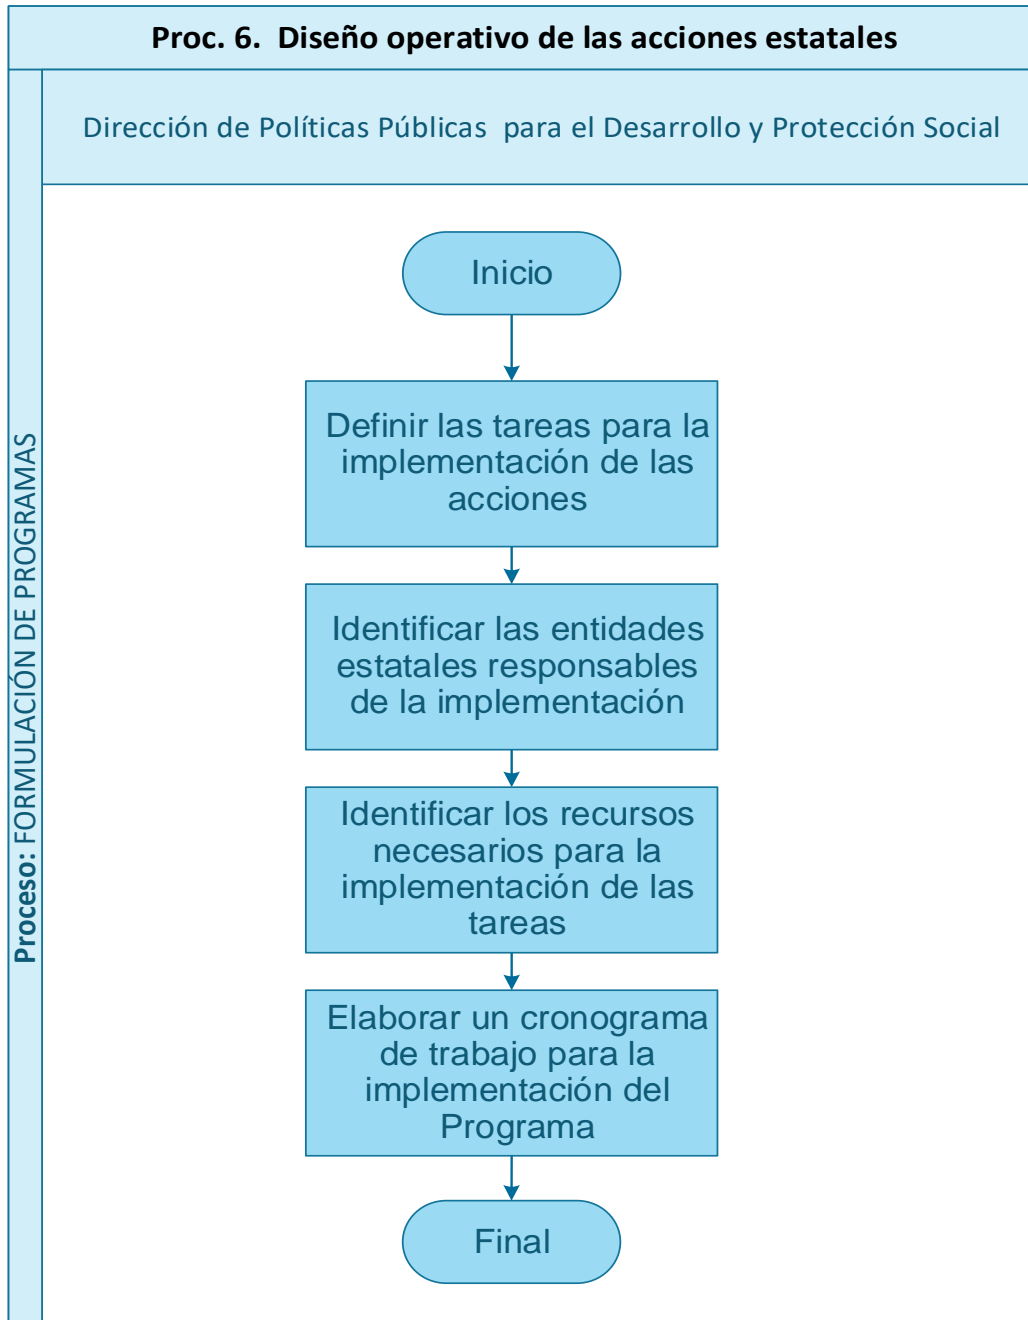 Proc. 6.  Diseño operativo de las acciones estatales
Dirección de Políticas Públicas  para el Desarrollo y Protección Social
Proceso: FORMULACIÓN DE PROGRAMAS
Inicio
Definir las tareas para la
implementación de las
acciones
Identificar las entidades
estatales responsables
de la implementación
Identificar los recursos
necesarios para la
implementación de las
tareas
Elaborar un cronograma
de trabajo para la
implementación del
Programa
Final